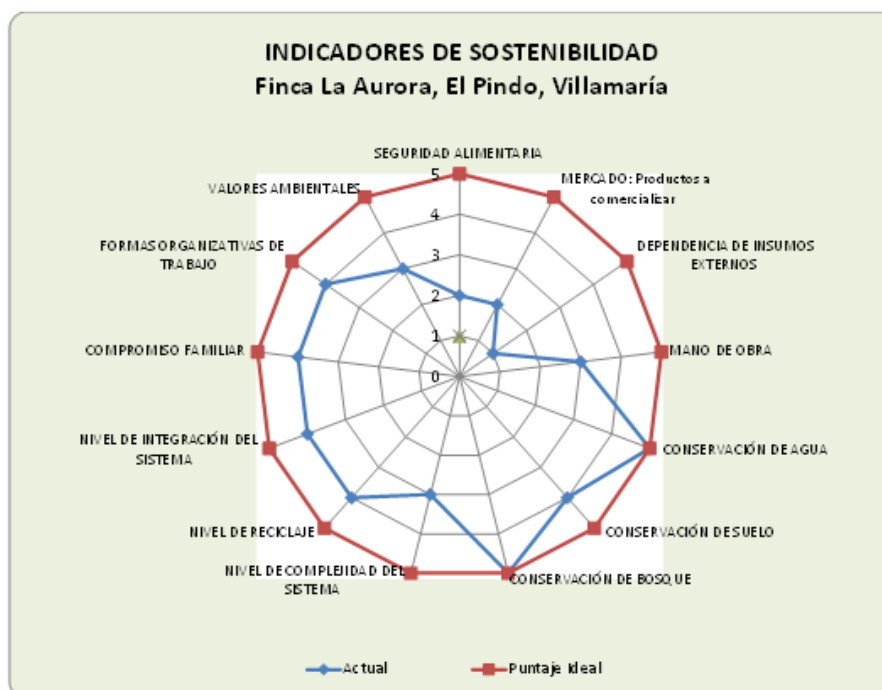 INDICADORES DE SOSTENIBILIDAD
Finca La Aurora, El Pindo, Villamaría
SEGURIDAD ALIMENTARIA
MERCADO: Productos a
comercializar
DEPENDENCIA DE INSUMOS
EXTERNOS
MANO DE OBRA
CONSERVACIÓN DE AGUA
CONSERVACIÓN DE SUELO
CONSERVACIÓN DE BOSQUE
NIVEL DE COMPLEJIDAD DEL
SISTEMA
NIVEL DE RECICLAJE
NIVEL DE INTEGRACIÓN DEL
SISTEMA
COMPROMISO FAMILIAR
FORMAS ORGANIZATIVAS DE
TRABAJO
VALORES AMBIENTALES
5
4
3
2
1
0
Actual
Puntaje Ideal